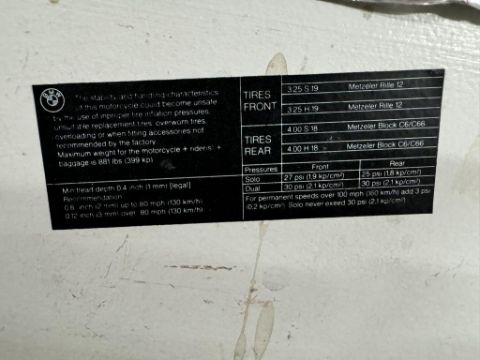 BMW
The stability and handling characteristics
of this motorcycle could become unsafe
by the use of improper tire inflation pressures,
unsuitable replacement tires, overworn tires,
overloading or when fitting accessories not
recommended by the factory.
Maximum weight for the motorcycle + rider(s) +
baggage is 881 lbs (399 kp)
Min tread depth 0.4 inch (1 mm) [legal]
Recommendation
0.8 inch (2 mm) up to 80 mph (130 km/h)
0.12 inch (3 mm) over 80 mph (130 km/h)
TIRES
FRONT
3.25 S 19 Metzeler Rille 12
3.25 H 19 Metzeler Rille 12
TIRES
REAR
4.00 S 18 Metzeler Block C6/C66
4.00 H 18 Metzeler Block C6/C66
Pressures Front Rear
Solo 27 psi (1.9 kp/cm²) 25 psi (1.8 kp/cm²)
Dual 30 psi (2.1 kp/cm²) 30 psi (2.1 kp/cm²)
For permanent speeds over 100 mph (160 km/h) add 3 psi
(0.2 kp/cm²). Solo never exceed 30 psi (2.1 kp/cm²)